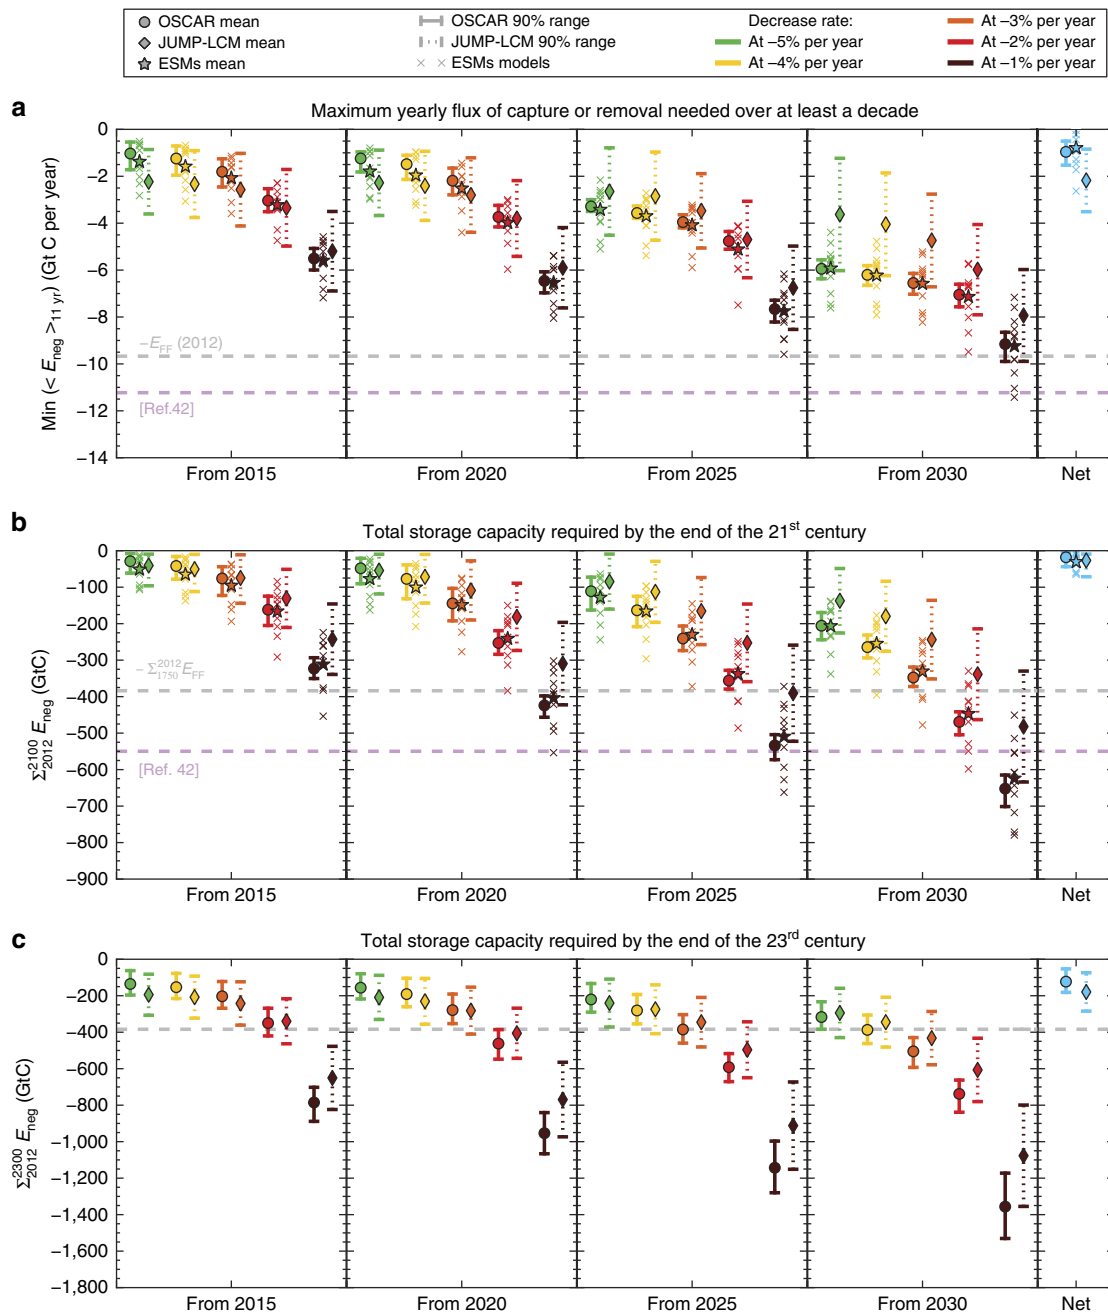 OSCAR mean
OSCAR 90% range
Decrease rate:
At −3% per year
JUMP-LCM mean
JUMP-LCM 90% range
At −5% per year
At −2% per year
ESMs mean
ESMs models
At −4% per year
At −1% per year
a
Maximum yearly flux of capture or removal needed over at least a decade
Min (< E_neg >_11 yr) (Gt C per year)
0
−2
−4
−6
−8
−10
−12
−14
−E_FF (2012)
[Ref.42]
From 2015
From 2020
From 2025
From 2030
Net
b
Total storage capacity required by the end of the 21st century
Σ^2100_2012 E_neg (GtC)
0
−100
−200
−300
−400
−500
−600
−700
−800
−900
− Σ^2012_1750 E_FF
[Ref. 42]
From 2015
From 2020
From 2025
From 2030
Net
c
Total storage capacity required by the end of the 23rd century
Σ^2300_2012 E_neg (GtC)
0
−200
−400
−600
−800
−1,000
−1,200
−1,400
−1,600
−1,800
From 2015
From 2020
From 2025
From 2030
Net